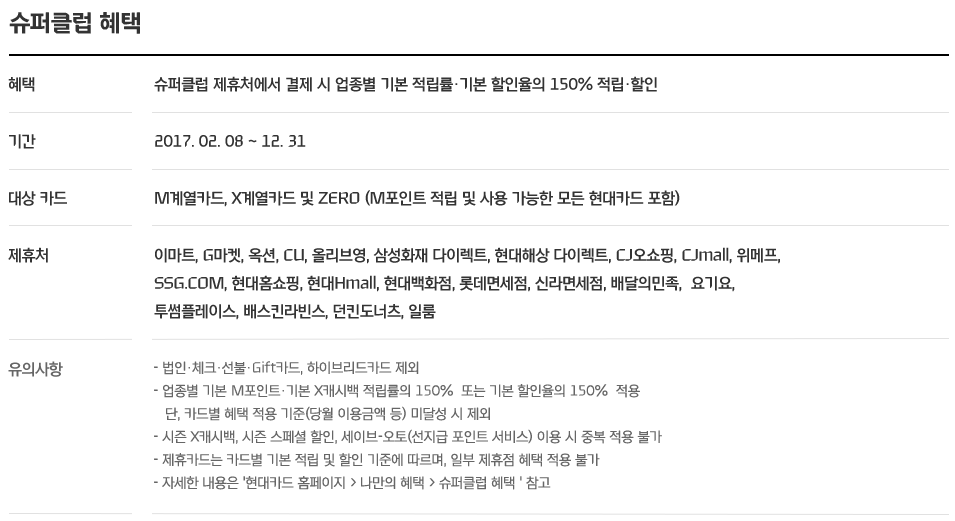 슈퍼클럽 혜택
혜택 슈퍼클럽 제휴처에서 결제 시 업종별 기본 적립률·기본 할인율의 150% 적립·할인
기간 2017. 02. 08 ~ 12. 31
대상 카드 M계열카드, X계열카드 및 ZERO (M포인트 적립 및 사용 가능한 모든 현대카드 포함)
제휴처 이마트, G마켓, 옥션, CU, 올리브영, 삼성화재 다이렉트, 현대해상 다이렉트, CJ오쇼핑, CJmall, 위메프,
SSG.COM, 현대홈쇼핑, 현대Hmall, 현대백화점, 롯데면세점, 신라면세점, 배달의민족, 요기요,
투썸플레이스, 배스킨라빈스, 던킨도너츠, 일룸
유의사항 - 법인·체크·선불·Gift카드, 하이브리드카드 제외
- 업종별 기본 M포인트·기본 X캐시백 적립률의 150% 또는 기본 할인율의 150% 적용
단, 카드별 혜택 적용 기준(당월 이용금액 등) 미달성 시 제외
- 시즌 X캐시백, 시즌 스페셜 할인, 세이브-오토(선지급 포인트 서비스) 이용 시 중복 적용 불가
- 제휴카드는 카드별 기본 적립 및 할인 기준에 따르며, 일부 제휴점 혜택 적용 불가
- 자세한 내용은 '현대카드 홈페이지 > 나만의 혜택 > 슈퍼클럽 혜택 ' 참고